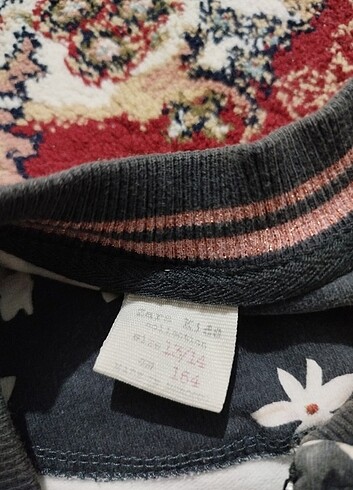 Zara Kids
collection
size 13/14
cm 164